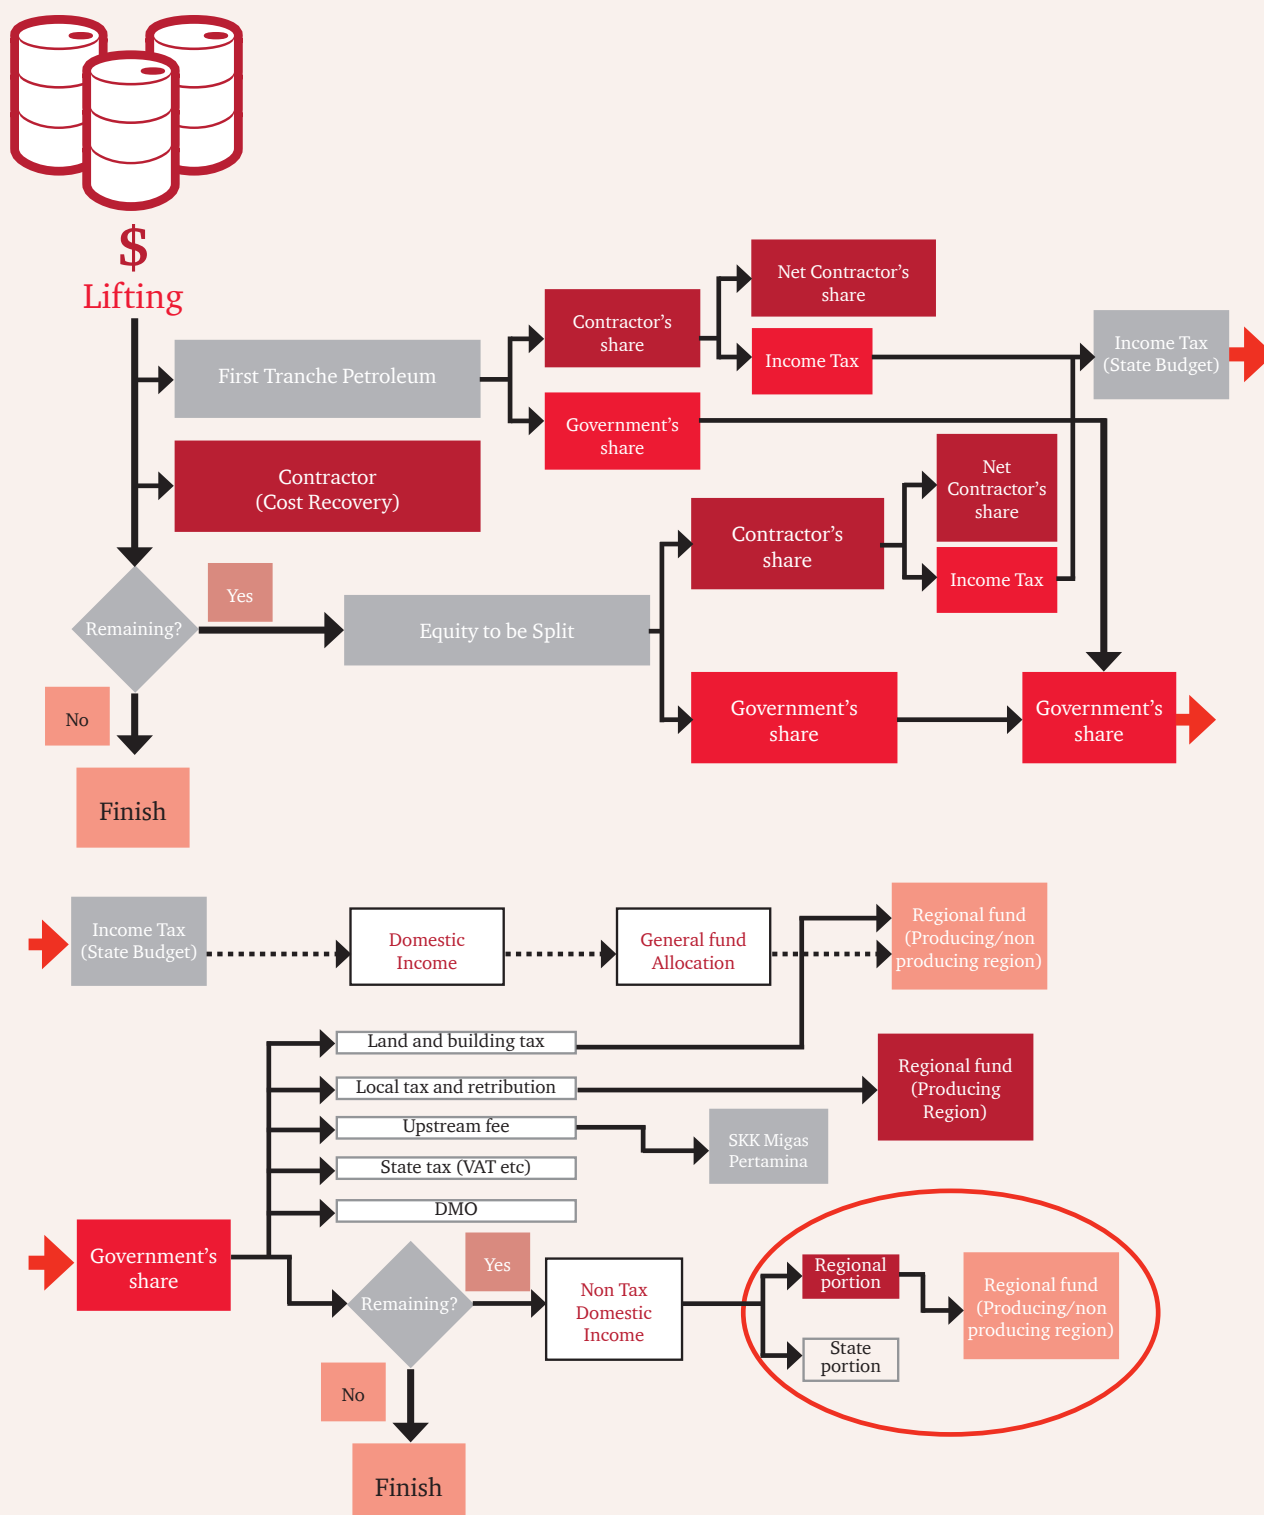 $
Lifting
First Tranche Petroleum
Contractor's
share
Net Contractor's
share
Income Tax
Income Tax
(State Budget)
Government's
share
Contractor
(Cost Recovery)
Remaining?
Yes
Equity to be Split
Contractor's
share
Net
Contractor's
share
Income Tax
Government's
share
Government's
share
No
Finish
Income Tax
(State Budget)
Domestic
Income
General fund
Allocation
Regional fund
(Producing/non
producing region)
Land and building tax
Local tax and retribution
Regional fund
(Producing
Region)
Upstream fee
SKK Migas
Pertamina
State tax (VAT etc)
DMO
Government's
share
Remaining?
Yes
Non Tax
Domestic
Income
Regional
portion
Regional fund
(Producing/non
producing region)
State
portion
No
Finish